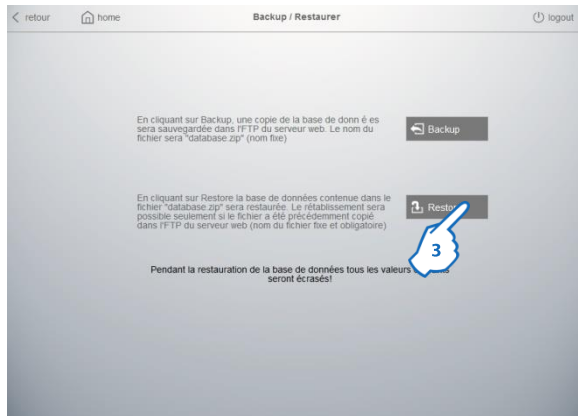 retour
home
Backup / Restaurer
logout
En cliquant sur Backup, une copie de la base de donn é es
sera sauvegardée dans l'FTP du serveur web. Le nom du
fichier sera "database.zip" (nom fixe)
Backup
En cliquant sur Restore la base de données contenue dans le
fichier "database.zip" sera restaurée. Le rétablissement sera
possible seulement si le fichier a été précédemment copié
dans l'FTP du serveur web (nom du fichier fixe et obligatoire)
Restore
3
Pendant la restauration de la base de données tous les valeurs
seront écrasés!